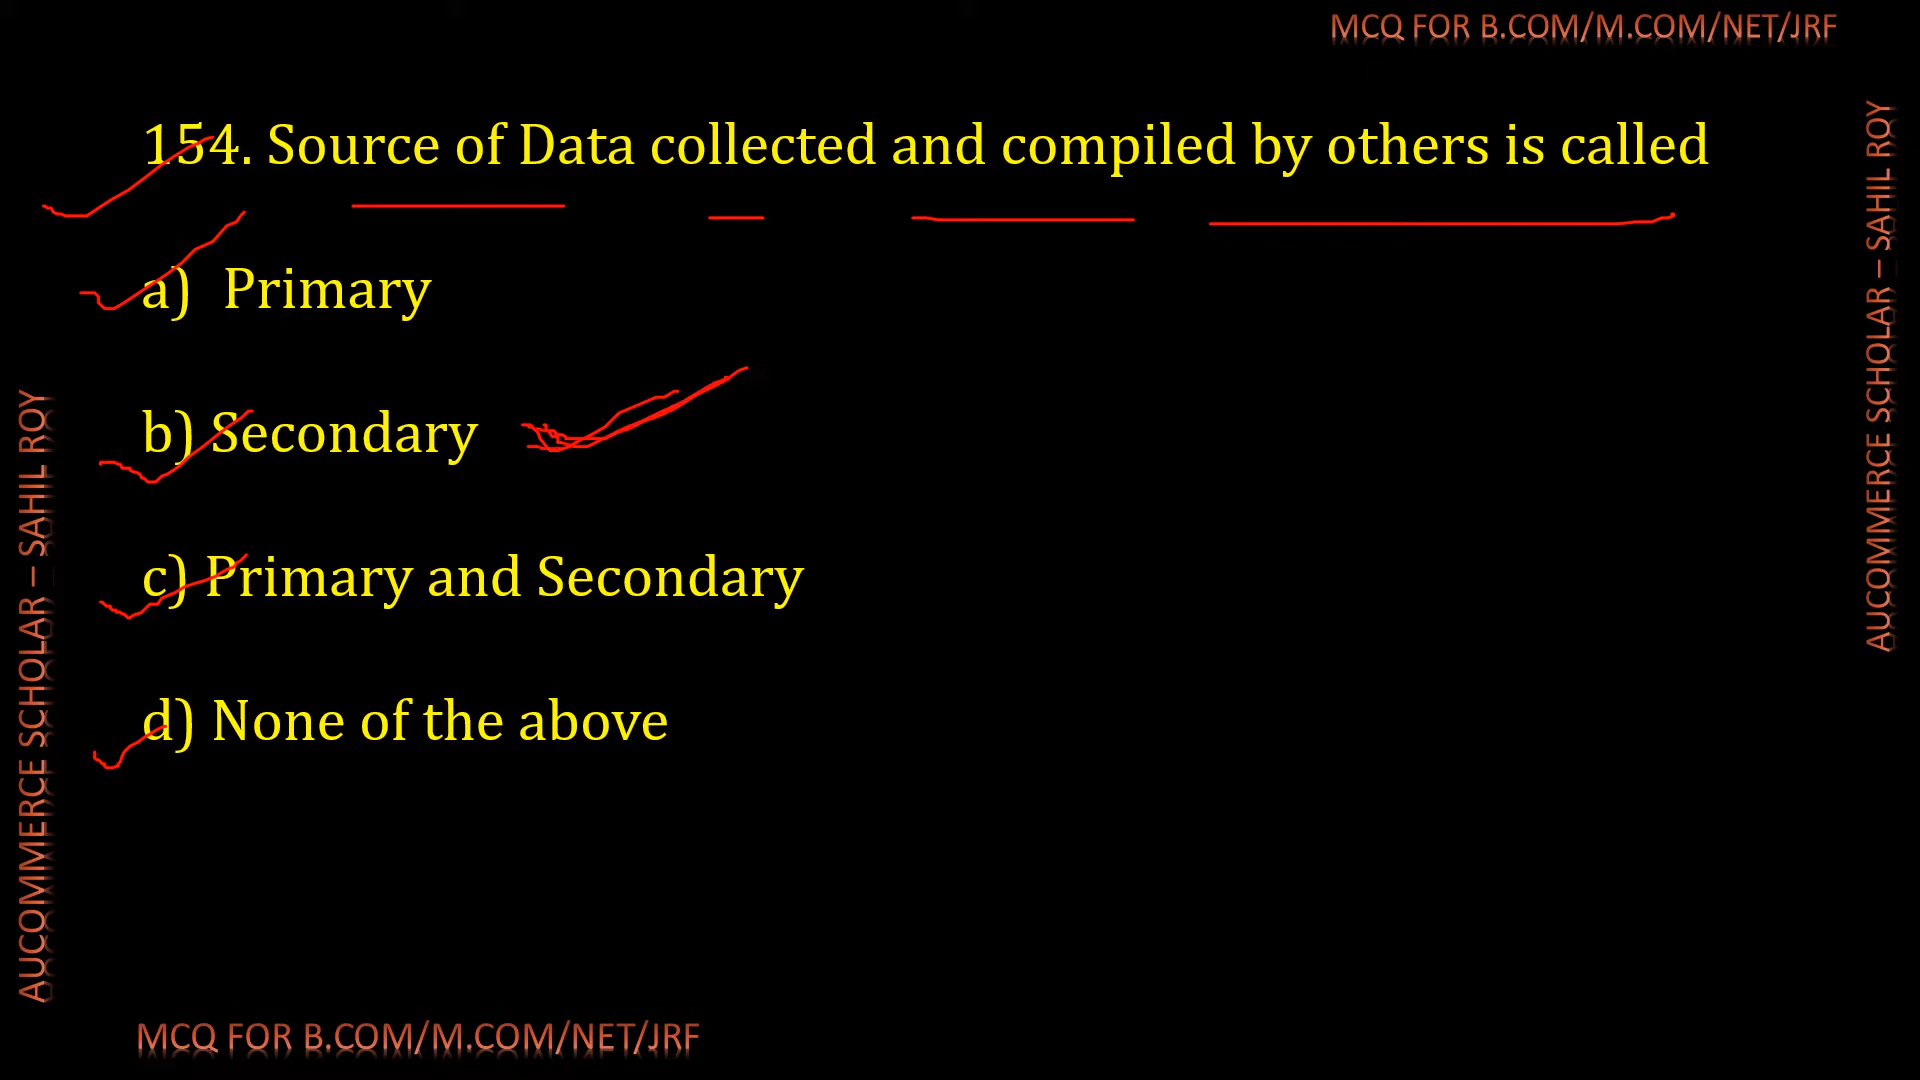 MCQ FOR B.COM/M.COM/NET/JRF
154. Source of Data collected and compiled by others is called
a) Primary
b) Secondary
c) Primary and Secondary
d) None of the above
AUCOMMERCE SCHOLAR – SAHIL ROY
AUCOMMERCE SCHOLAR – SAHIL ROY
MCQ FOR B.COM/M.COM/NET/JRF